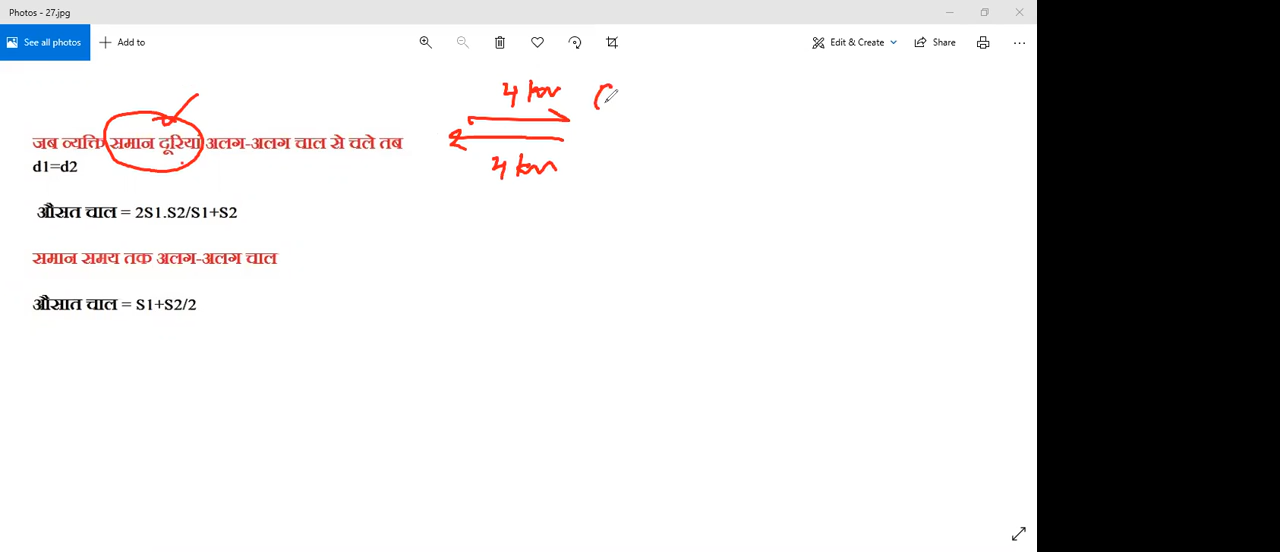 Photos - 27.jpg
See all photos
Add to
Edit & Create
Share
4 km
जब व्यक्ति समान दूरियां अलग-अलग चाल रो चले तब
4 km
d1=d2
औसत चाल = 2S1.S2/S1+S2
समान समय तक अलग-अलग चाल
औसात चाल = S1+S2/2